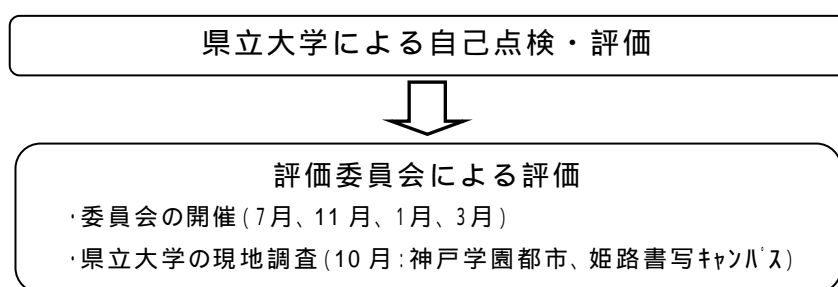 県立大学による自己点検・評価
評価委員会による評価
・委員会の開催(7月、11月、1月、3月)
・県立大学の現地調査(10月:神戸学園都市、姫路書写ｷｬﾝﾊﾟｽ)